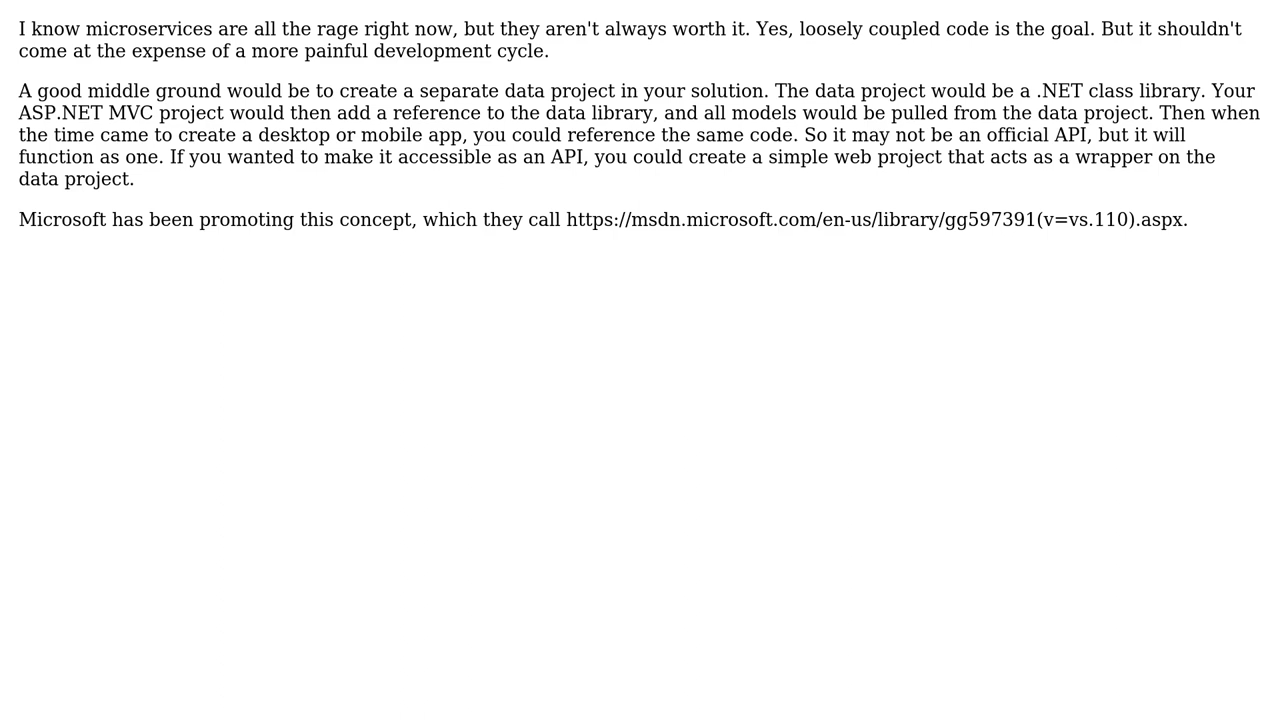 I know microservices are all the rage right now, but they aren't always worth it. Yes, loosely coupled code is the goal. But it shouldn't
come at the expense of a more painful development cycle.
A good middle ground would be to create a separate data project in your solution. The data project would be a .NET class library. Your
ASP.NET MVC project would then add a reference to the data library, and all models would be pulled from the data project. Then when
the time came to create a desktop or mobile app, you could reference the same code. So it may not be an official API, but it will
function as one. If you wanted to make it accessible as an API, you could create a simple web project that acts as a wrapper on the
data project.
Microsoft has been promoting this concept, which they call https://msdn.microsoft.com/en-us/library/gg597391(v=vs.110).aspx.